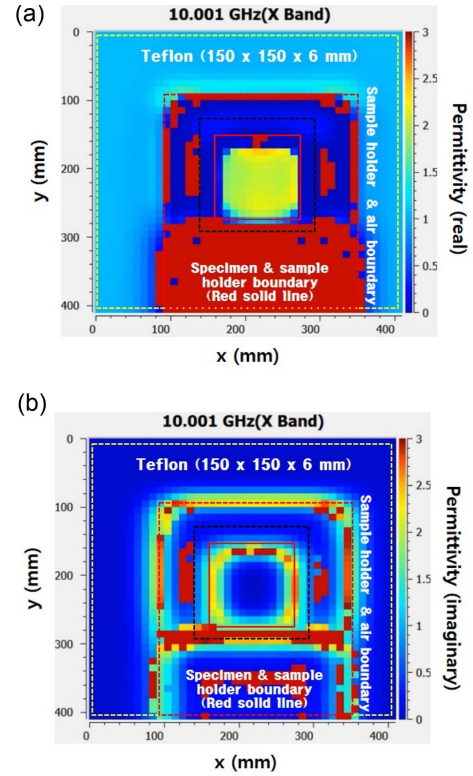 (a)
10.001 GHz(X Band)
Teflon (150 x 150 x 6 mm)
Sample holder & air boundary
Specimen & sample
holder boundary
(Red solid line)
0
100
200
300
400
y (mm)
0
100
200
300
400
x (mm)
3
2.5
2
1.5
1
0.5
0
Permittivity (real)
(b)
10.001 GHz(X Band)
Teflon (150 x 150 x 6 mm)
Sample holder & air boundary
Specimen & sample
holder boundary
(Red solid line)
0
100
200
300
400
y (mm)
0
100
200
300
400
x (mm)
3
2.5
2
1.5
1
0.5
0
Permittivity (imaginary)